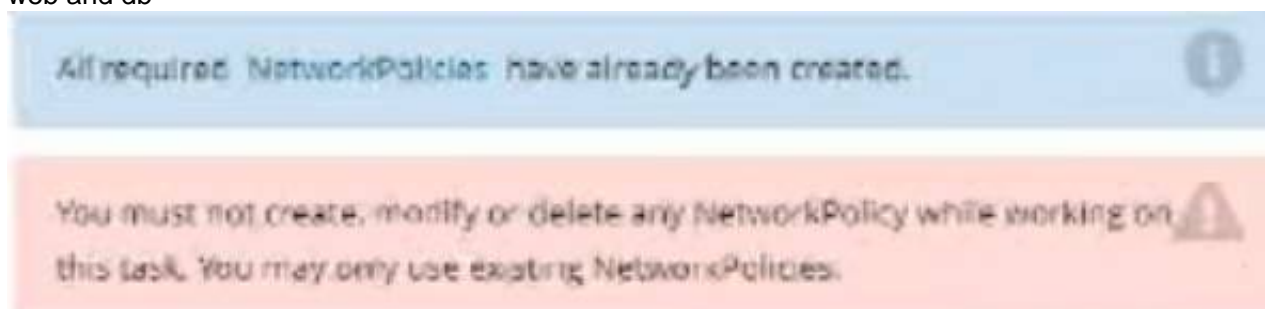 web and db
All required NetworkPolicies have already been created.
You must not create, modify or delete any NetworkPolicy while working on
this task. You may only use existing NetworkPolicies.